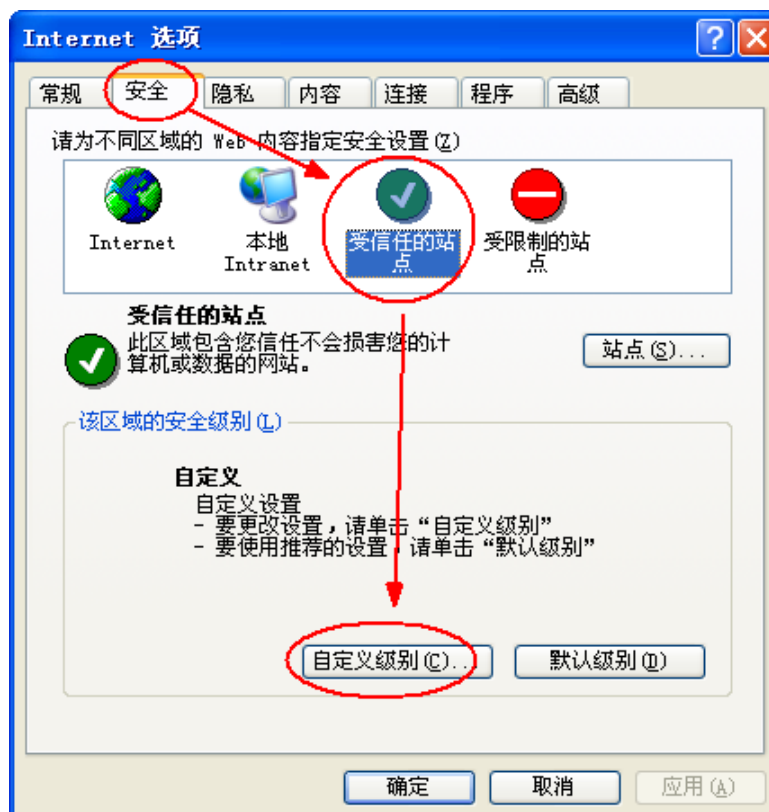 Internet 选项
常规 安全 隐私 内容 连接 程序 高级
请为不同区域的 Web 内容指定安全设置(Z)
Internet
本地
Intranet
受信任的站
点
受限制的站
点
受信任的站点
此区域包含您信任不会损害您的计
算机或数据的网站。
站点(S)...
该区域的安全级别(L)
自定义
自定义设置
- 要更改设置，请单击“自定义级别”
- 要使用推荐的设置，请单击“默认级别”
自定义级别(C)... 默认级别(D)
确定 取消 应用(A)